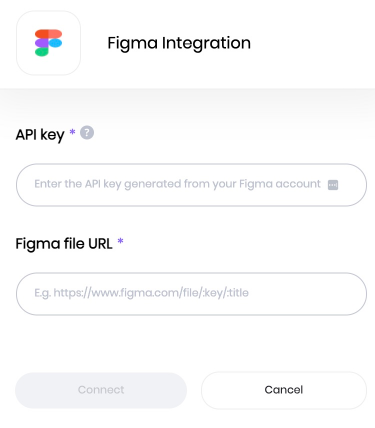 Figma Integration
API key * ?
Enter the API key generated from your Figma account
Figma file URL *
E.g. https://www.figma.com/file/:key/:title
Connect Cancel